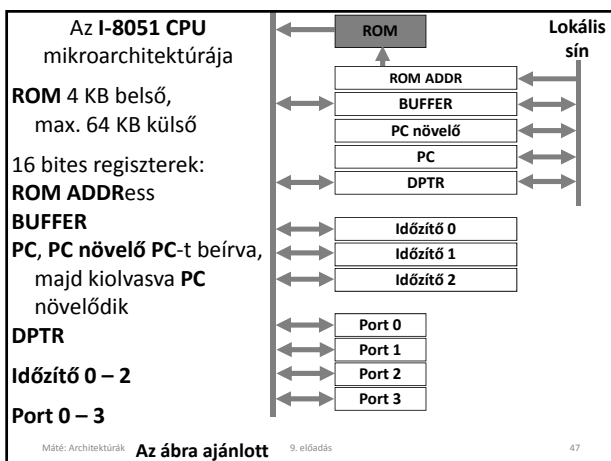 Az I-8051 CPU
mikroarchitektúrája
ROM 4 KB belső,
max. 64 KB külső
16 bites regiszterek:
ROM ADDRess
BUFFER
PC, PC növelő PC-t beírva,
majd kiolvasva PC
növelődik
DPTR
Időzítő 0 – 2
Port 0 – 3
ROM
Lokális
sín
ROM ADDR
BUFFER
PC növelő
PC
DPTR
Időzítő 0
Időzítő 1
Időzítő 2
Port 0
Port 1
Port 2
Port 3
Máté: Architektúrák Az ábra ajánlott 9. előadás 47